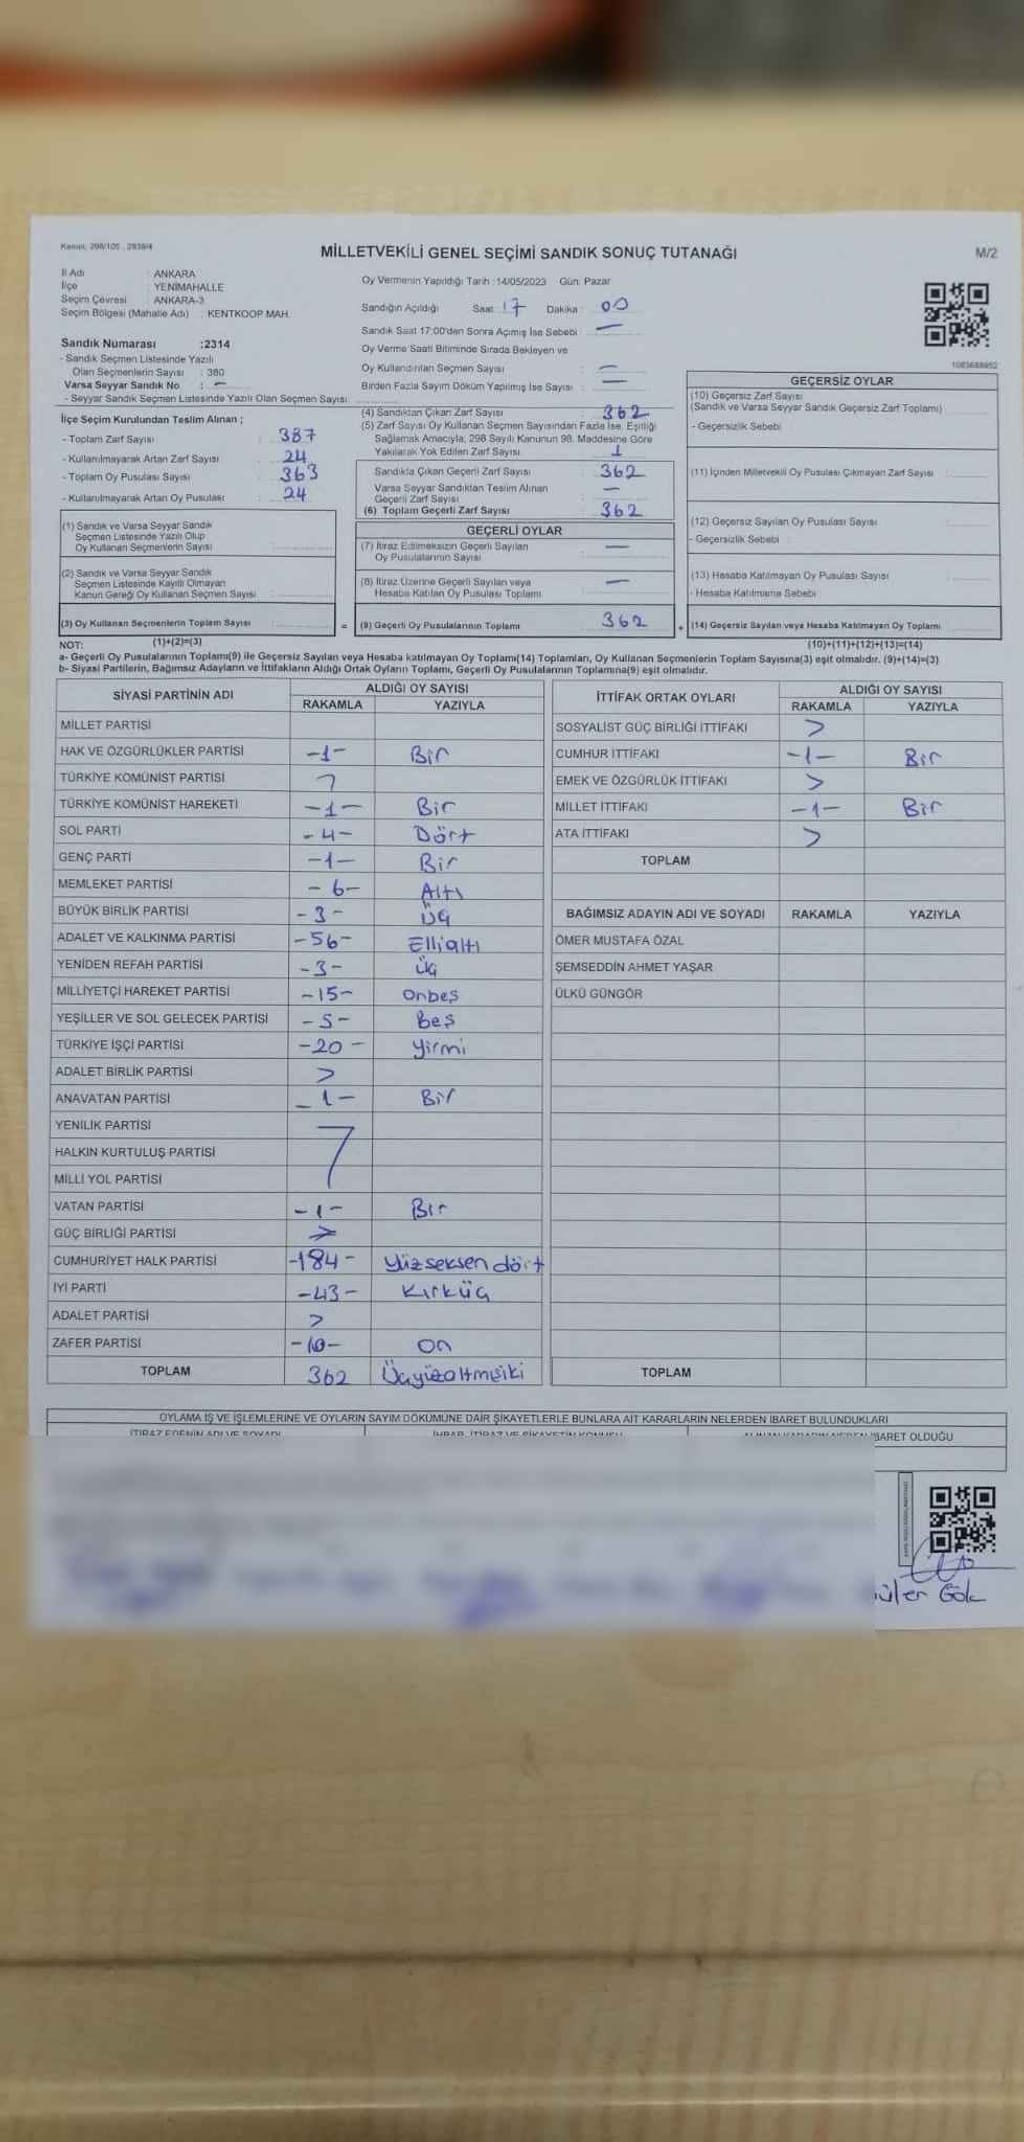 Kanun: 298/105 , 2839/4
MİLLETVEKİLİ GENEL SEÇİMİ SANDIK SONUÇ TUTANAĞI
M/2
İl Adı : ANKARA
İlçe : YENİMAHALLE
Seçim Çevresi : ANKARA-3
Seçim Bölgesi (Mahalle Adı) : KENTKOOP MAH.
Oy Vermenin Yapıldığı Tarih :14/05/2023 Gün: Pazar
Sandığın Açıldığı Saat 17 Dakika : 00
Sandık Saat 17:00'den Sonra Açılmış İse Sebebi : —
Oy Verme Saati Bitiminde Sırada Bekleyen ve
Oy Kullandırılan Seçmen Sayısı : —
Birden Fazla Sayım Döküm Yapılmış İse Sayısı : —
Sandık Numarası :2314
- Sandık Seçmen Listesinde Yazılı
Olan Seçmenlerin Sayısı : 380
Varsa Seyyar Sandık No : —
- Seyyar Sandık Seçmen Listesinde Yazılı Olan Seçmen Sayısı:
İlçe Seçim Kurulundan Teslim Alınan ;
- Toplam Zarf Sayısı : 387
- Kullanılmayarak Artan Zarf Sayısı : 24
- Toplam Oy Pusulası Sayısı : 363
- Kullanılmayarak Artan Oy Pusulası : 24
(1) Sandık ve Varsa Seyyar Sandık
Seçmen Listesinde Yazılı Olup
Oy Kullanan Seçmenlerin Sayısı
(2) Sandık ve Varsa Seyyar Sandık
Seçmen Listesinde Kayıtlı Olmayan
Kanun Gereği Oy Kullanan Seçmen Sayısı
(3) Oy Kullanan Seçmenlerin Toplam Sayısı
(1)+(2)=(3)
=
(4) Sandıktan Çıkan Zarf Sayısı : 362
(5) Zarf Sayısı Oy Kullanan Seçmen Sayısından Fazla İse, Eşitliği
Sağlamak Amacıyla, 298 Sayılı Kanunun 98. Maddesine Göre
Yakılarak Yok Edilen Zarf Sayısı : 1
Sandıkta Çıkan Geçerli Zarf Sayısı : 362
Varsa Seyyar Sandıktan Teslim Alınan
Geçerli Zarf Sayısı : —
(6) Toplam Geçerli Zarf Sayısı : 362
GEÇERLİ OYLAR
(7) İtiraz Edilmeksizin Geçerli Sayılan
Oy Pusulalarının Sayısı —
(8) İtiraz Üzerine Geçerli Sayılan veya
Hesaba Katılan Oy Pusulası Toplamı —
(9) Geçerli Oy Pusulalarının Toplamı 362
+
1083688952
GEÇERSİZ OYLAR
(10) Geçersiz Zarf Sayısı
(Sandık ve Varsa Seyyar Sandık Geçersiz Zarf Toplamı)
- Geçersizlik Sebebi :
(11) İçinden Milletvekili Oy Pusulası Çıkmayan Zarf Sayısı
(12) Geçersiz Sayılan Oy Pusulası Sayısı
- Geçersizlik Sebebi :
(13) Hesaba Katılmayan Oy Pusulası Sayısı
- Hesaba Katılmama Sebebi
(14) Geçersiz Sayılan veya Hesaba Katılmayan Oy Toplamı
(10)+(11)+(12)+(13)=(14)
NOT:
a- Geçerli Oy Pusulalarının Toplamı(9) ile Geçersiz Sayılan veya Hesaba katılmayan Oy Toplamı(14) Toplamları, Oy Kullanan Seçmenlerin Toplam Sayısına(3) eşit olmalıdır. (9)+(14)=(3)
b- Siyasi Partilerin, Bağımsız Adayların ve İttifakların Aldığı Ortak Oyların Toplamı, Geçerli Oy Pusulalarının Toplamına(9) eşit olmalıdır.
SİYASİ PARTİNİN ADI ALDIĞI OY SAYISI
RAKAMLA YAZIYLA
MİLLET PARTİSİ
HAK VE ÖZGÜRLÜKLER PARTİSİ -1- Bir
TÜRKİYE KOMÜNİST PARTİSİ
TÜRKİYE KOMÜNİST HAREKETİ -1- Bir
SOL PARTİ -4- Dört
GENÇ PARTİ -1- Bir
MEMLEKET PARTİSİ -6- Altı
BÜYÜK BİRLİK PARTİSİ -3- Üç
ADALET VE KALKINMA PARTİSİ -56- Ellialtı
YENİDEN REFAH PARTİSİ -3- Üç
MİLLİYETÇİ HAREKET PARTİSİ -15- Onbeş
YEŞİLLER VE SOL GELECEK PARTİSİ -5- Beş
TÜRKİYE İŞÇİ PARTİSİ -20- Yirmi
ADALET BİRLİK PARTİSİ
ANAVATAN PARTİSİ -1- Bir
YENİLİK PARTİSİ
HALKIN KURTULUŞ PARTİSİ
MİLLİ YOL PARTİSİ
VATAN PARTİSİ -1- Bir
GÜÇ BİRLİĞİ PARTİSİ
CUMHURİYET HALK PARTİSİ -184- Yüzseksen dört
İYİ PARTİ -43- Kırküç
ADALET PARTİSİ
ZAFER PARTİSİ -10- On
TOPLAM 362 Üçyüzaltmışiki
İTTİFAK ORTAK OYLARI ALDIĞI OY SAYISI
RAKAMLA YAZIYLA
SOSYALİST GÜÇ BİRLİĞİ İTTİFAKI
CUMHUR İTTİFAKI -1- Bir
EMEK VE ÖZGÜRLÜK İTTİFAKI
MİLLET İTTİFAKI -1- Bir
ATA İTTİFAKI
TOPLAM
BAĞIMSIZ ADAYIN ADI VE SOYADI RAKAMLA YAZIYLA
ÖMER MUSTAFA ÖZAL
ŞEMSEDDİN AHMET YAŞAR
ÜLKÜ GÜNGÖR
TOPLAM
OYLAMA İŞ VE İŞLEMLERİNE VE OYLARIN SAYIM DÖKÜMÜNE DAİR ŞİKAYETLERLE BUNLARA AİT KARARLARIN NELERDEN İBARET BULUNDUKLARI
İTİRAZ EDENİN ADI VE SOYADI İHBAR, İTİRAZ VE ŞİKAYETİN KONUSU İBARET OLDUĞU
Gök